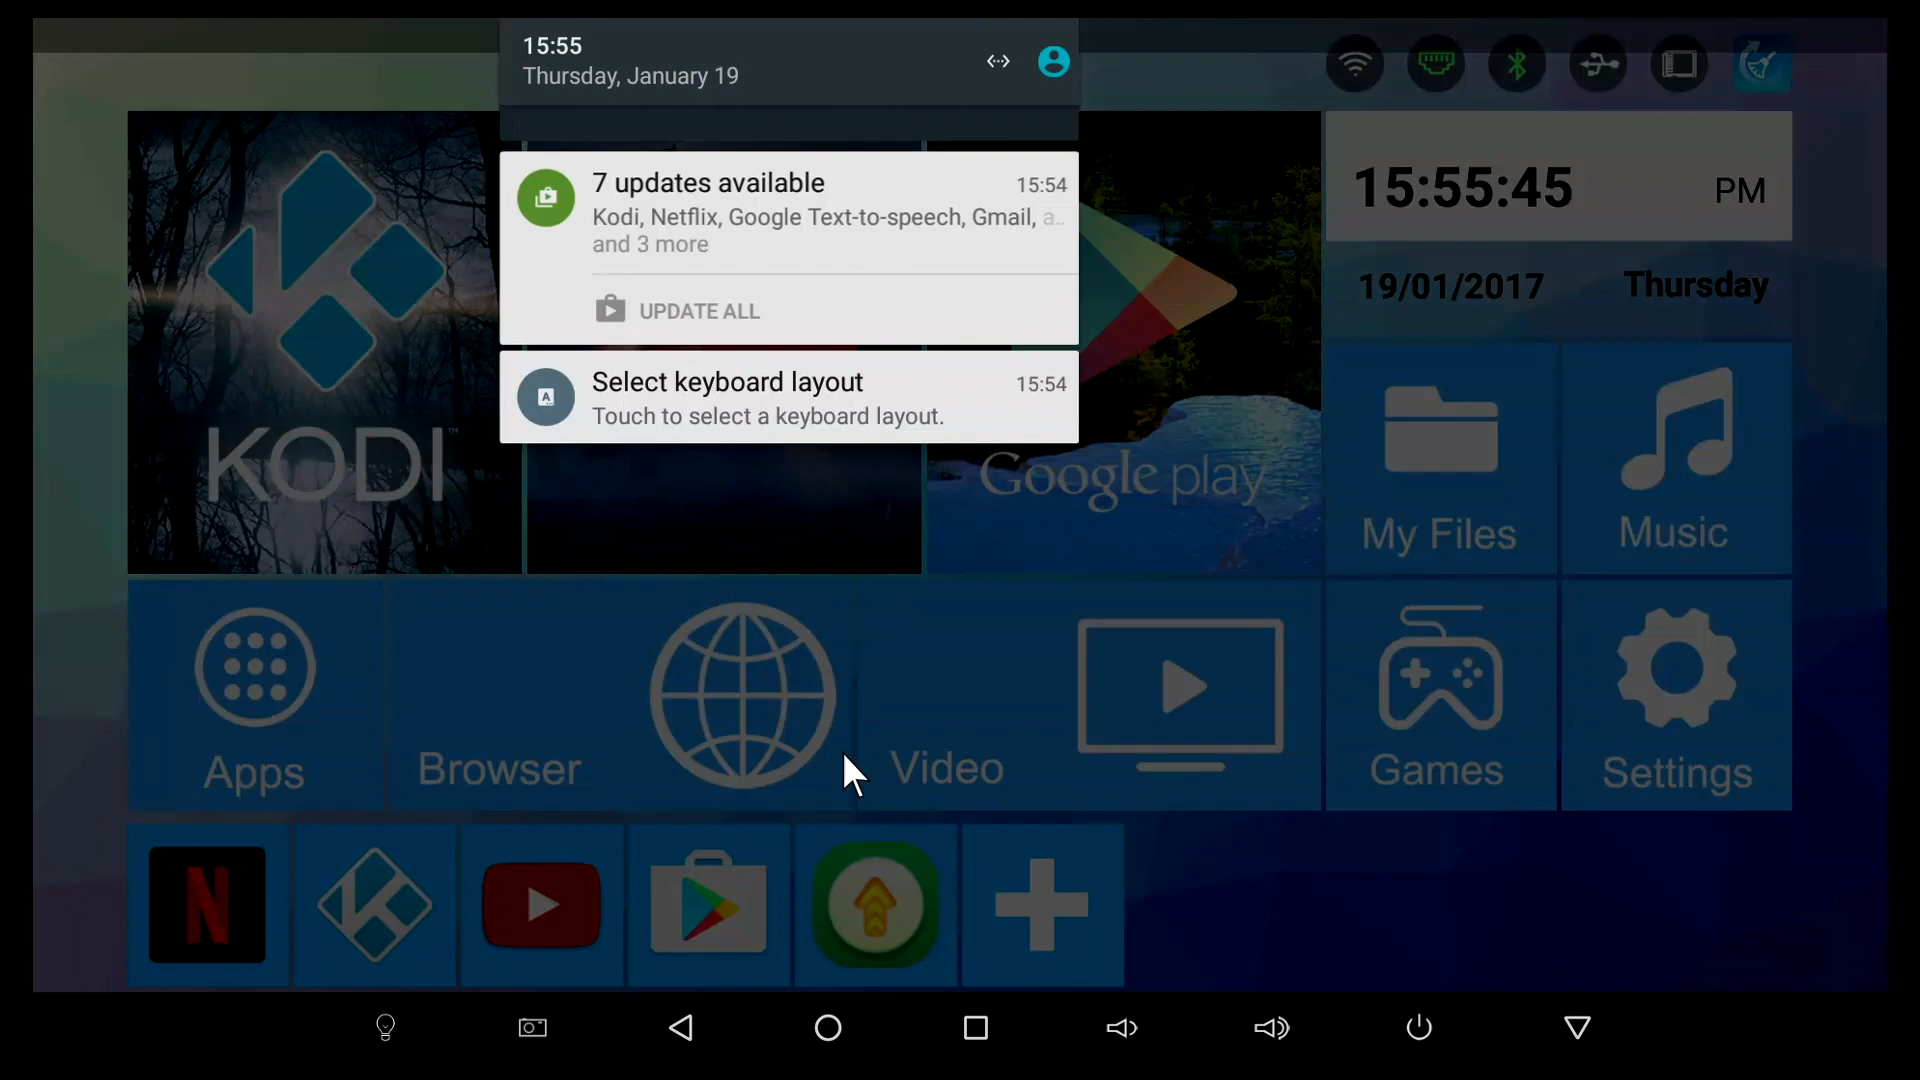 15:55
Thursday, January 19
7 updates available 15:54
Kodi, Netflix, Google Text-to-speech, Gmail, a..
and 3 more
UPDATE ALL
Select keyboard layout 15:54
Touch to select a keyboard layout.
A
15:55:45 PM
19/01/2017 Thursday
KODI™
Google play
My Files
Music
Apps
Browser
Video
Games
Settings
N